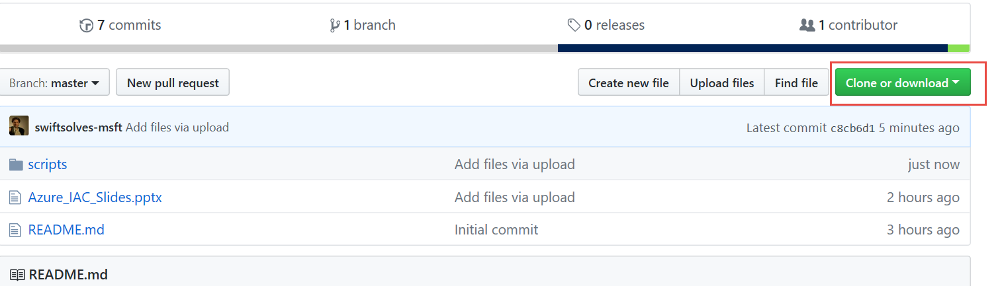 7 commits 1 branch 0 releases 1 contributor
Branch: master New pull request Create new file Upload files Find file Clone or download
swiftsolves-msft Add files via upload Latest commit c8cb6d1 5 minutes ago
scripts Add files via upload just now
Azure_IAC_Slides.pptx Add files via upload 2 hours ago
README.md Initial commit 3 hours ago
README.md